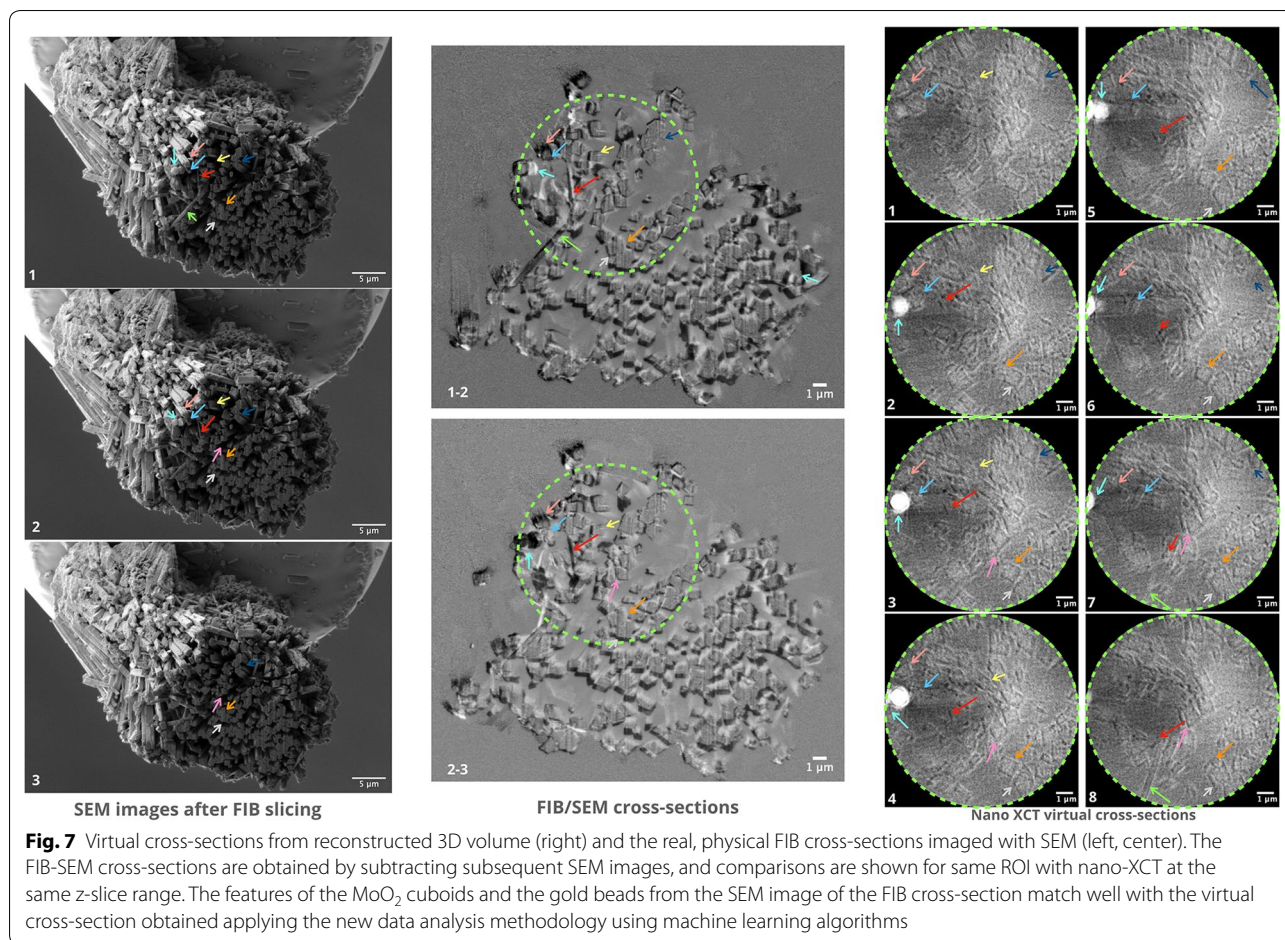 1
5 µm
2
5 µm
3
5 µm
SEM images after FIB slicing
1-2
1 µm
2-3
1 µm
FIB/SEM cross-sections
1
1 µm
5
1 µm
2
1 µm
6
1 µm
3
1 µm
7
1 µm
4
1 µm
8
1 µm
Nano XCT virtual cross-sections
Fig. 7 Virtual cross-sections from reconstructed 3D volume (right) and the real, physical FIB cross-sections imaged with SEM (left, center). The
FIB-SEM cross-sections are obtained by subtracting subsequent SEM images, and comparisons are shown for same ROI with nano-XCT at the
same z-slice range. The features of the MoO₂ cuboids and the gold beads from the SEM image of the FIB cross-section match well with the virtual
cross-section obtained applying the new data analysis methodology using machine learning algorithms